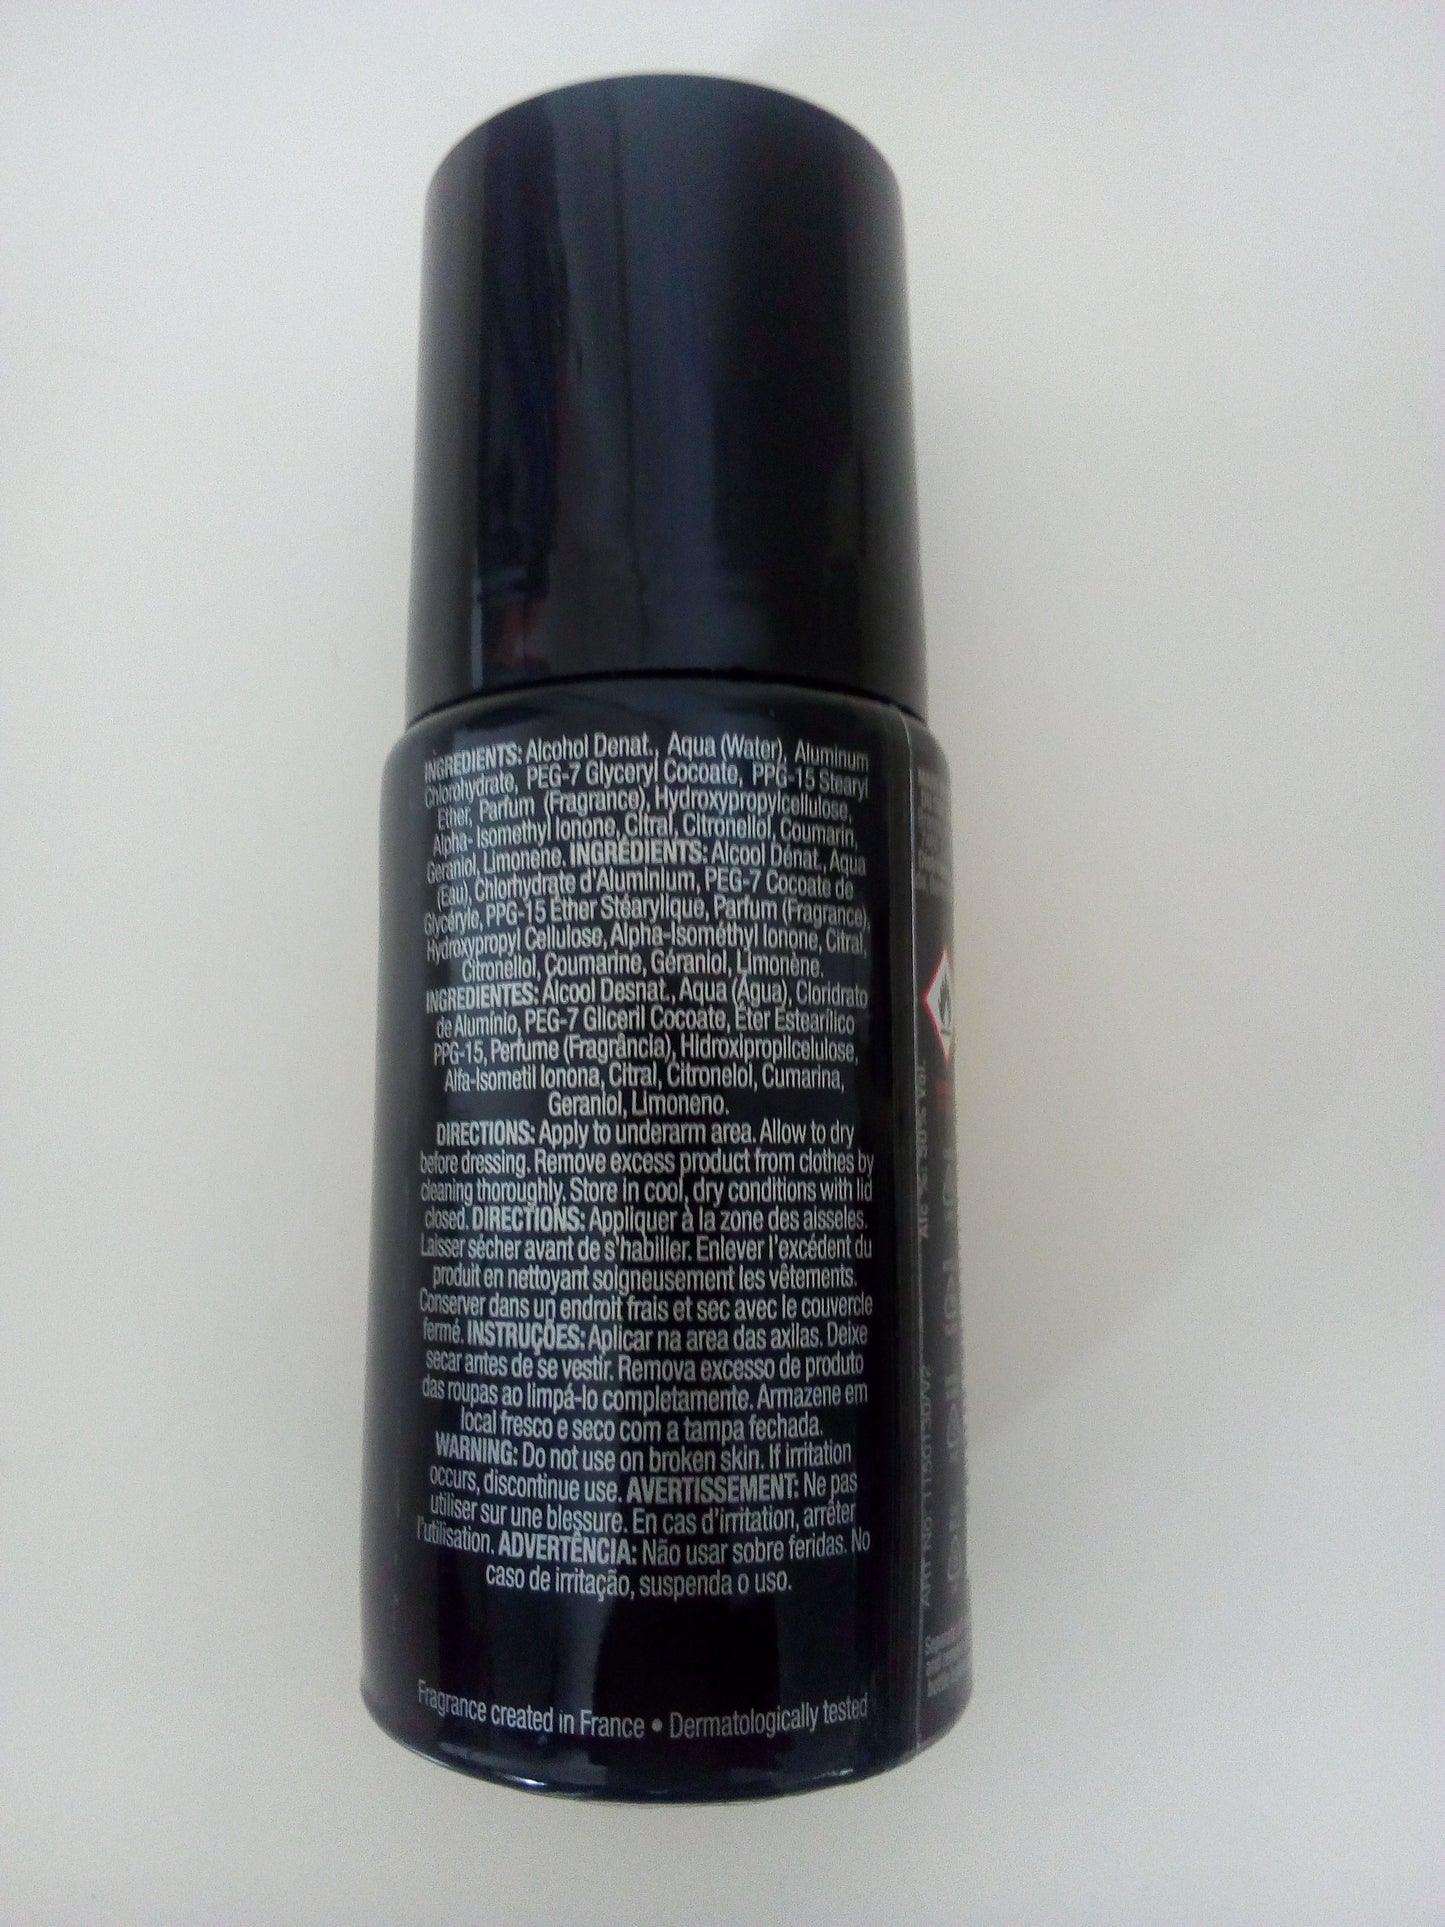 INGREDIENTS: Alcohol Denat., Aqua (Water), Aluminum
Chlorohydrate, PEG-7 Glyceryl Cocoate, PPG-15 Stearyl
Ether, Parfum (Fragrance), Hydroxypropylcellulose,
Alpha- Isomethyl Ionone, Citral, Citronellol, Coumarin,
Geraniol, Limonene. INGRÉDIENTS: Alcool Dénat., Aqua
(Eau), Chlorhydrate d'Aluminium, PEG-7 Cocoate de
Glycéryle, PPG-15 Éther Stéarylique, Parfum (Fragrance),
Hydroxypropyl Cellulose, Alpha-Isométhyl Ionone, Citral,
Citronellol, Coumarine, Géraniol, Limonène.
INGREDIENTES: Álcool Desnat., Aqua (Água), Cloridrato
de Alumínio, PEG-7 Gliceril Cocoate, Éter Estearílico
PPG-15, Perfume (Fragrância), Hidroxipropilcelulose,
Alfa-Isometil Ionona, Citral, Citronelol, Cumarina,
Geraniol, Limoneno.
DIRECTIONS: Apply to underarm area. Allow to dry
before dressing. Remove excess product from clothes by
cleaning thoroughly. Store in cool, dry conditions with lid
closed. DIRECTIONS: Appliquer à la zone des aisseles.
Laisser sécher avant de s'habiller. Enlever l'excédent du
produit en nettoyant soigneusement les vêtements.
Conserver dans un endroit frais et sec avec le couvercle
fermé. INSTRUÇÕES: Aplicar na area das axilas. Deixe
secar antes de se vestir. Remova excesso de produto
das roupas ao limpá-lo completamente. Armazene em
local fresco e seco com a tampa fechada.
WARNING: Do not use on broken skin. If irritation
occurs, discontinue use. AVERTISSEMENT: Ne pas
utiliser sur une blessure. En cas d'irritation, arrêter
l'utilisation. ADVERTÊNCIA: Não usar sobre feridas. No
caso de irritação, suspenda o uso.
Fragrance created in France • Dermatologically tested
Alc %: 50% Vol.
ART No: 1150130/V2